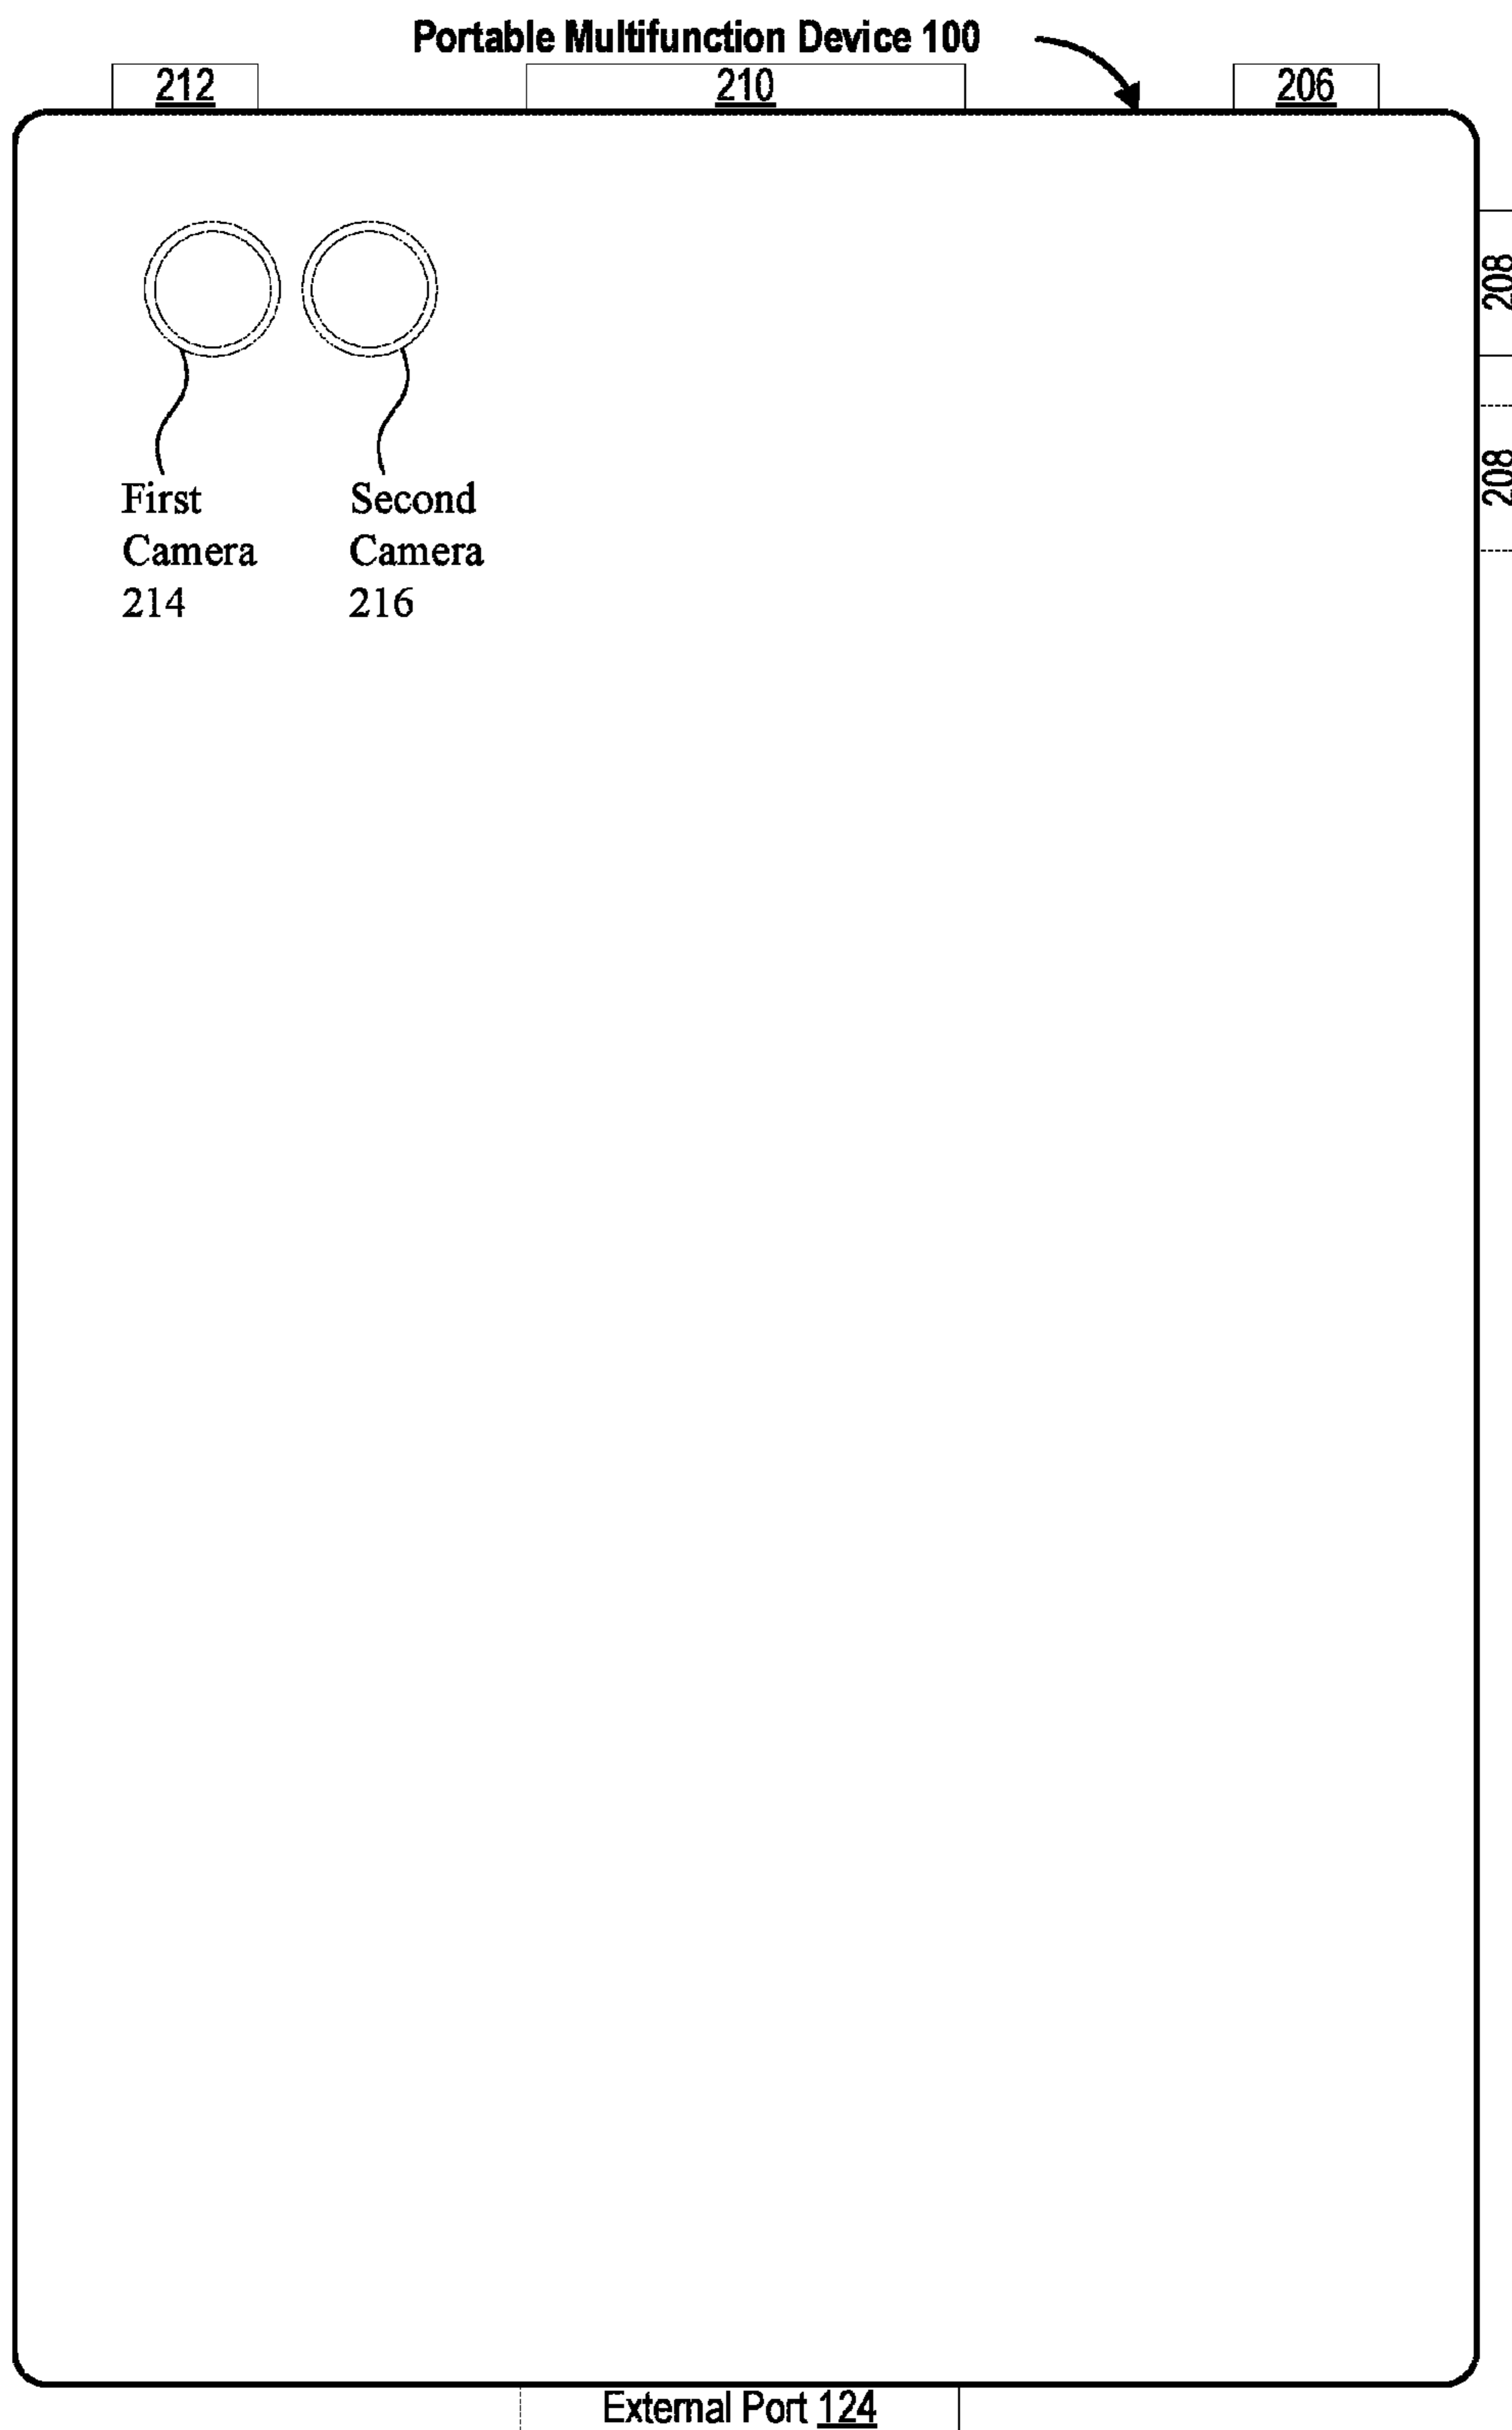 Portable Multifunction Device 100
212
210
206
208
208
First
Camera
214
Second
Camera
216
External Port 124